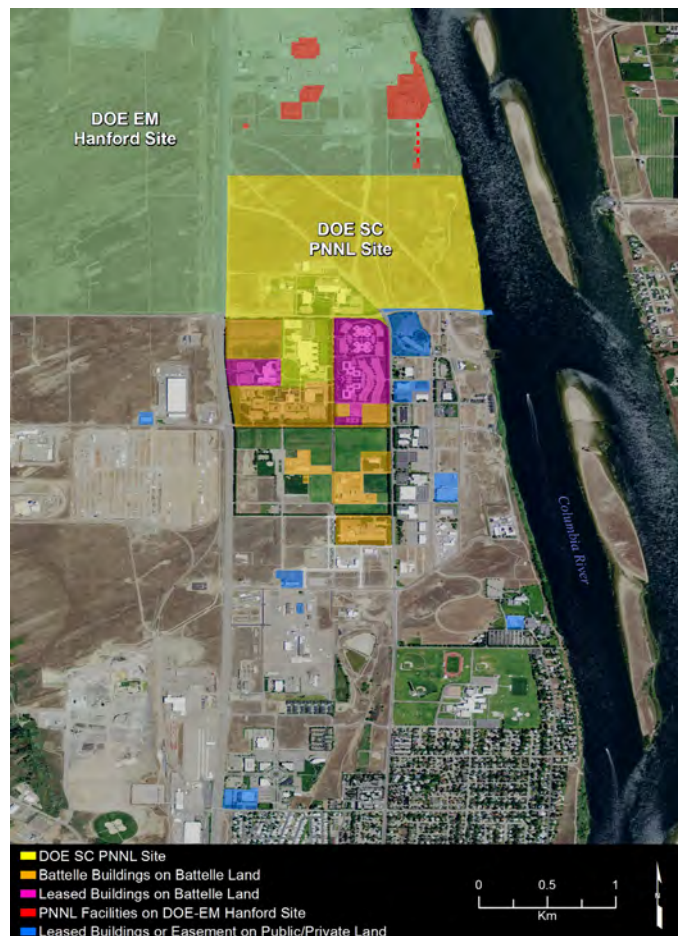 DOE EM
Hanford Site
DOE SC
PNNL Site
Columbia River
DOE SC PNNL Site
Battelle Buildings on Battelle Land
Leased Buildings on Battelle Land
PNNL Facilities on DOE-EM Hanford Site
Leased Buildings or Easement on Public/Private Land
0 0.5 1
Km
N